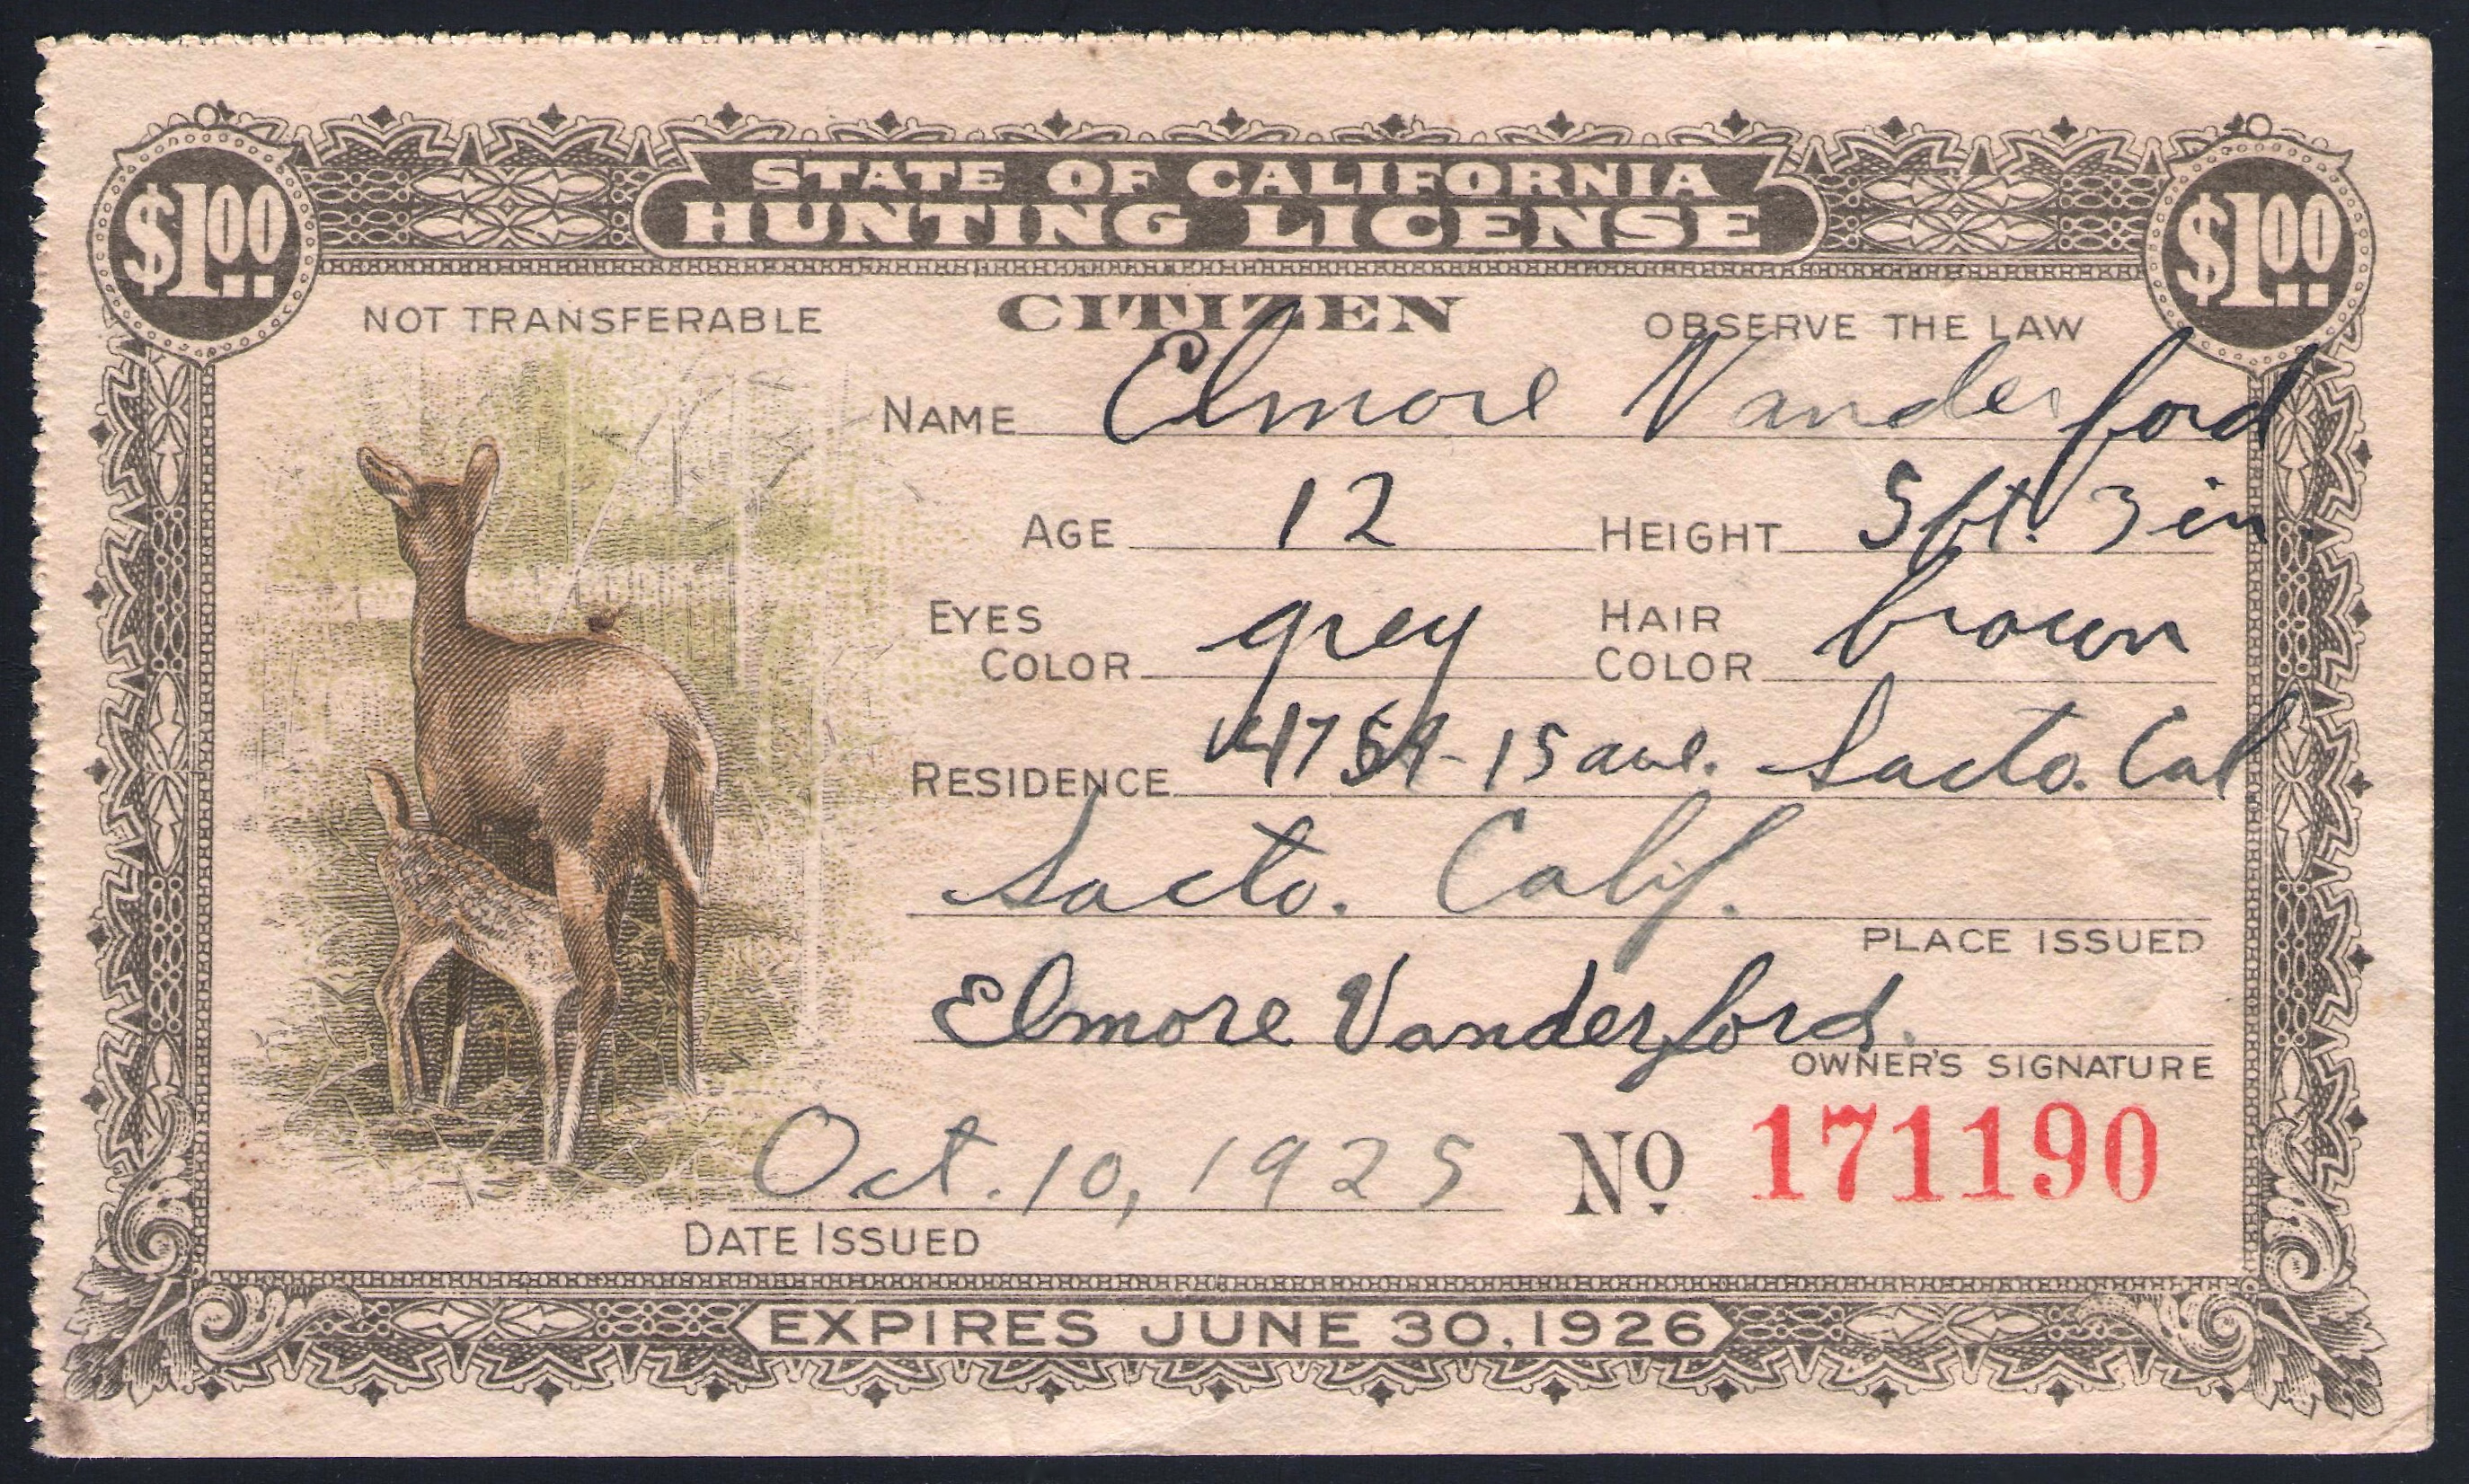 STATE OF CALIFORNIA
HUNTING LICENSE
$1.00 $1.00
NOT TRANSFERABLE CITIZEN OBSERVE THE LAW
NAME Elmore Vanderford
AGE 12 HEIGHT 5 ft. 3 in.
EYES COLOR grey HAIR COLOR brown
RESIDENCE - 15 ave. Sacto. Cal
Sacto. Calif.
PLACE ISSUED
Elmore Vanderford.
OWNER'S SIGNATURE
Oct. 10, 1925 No 171190
DATE ISSUED
EXPIRES JUNE 30, 1926